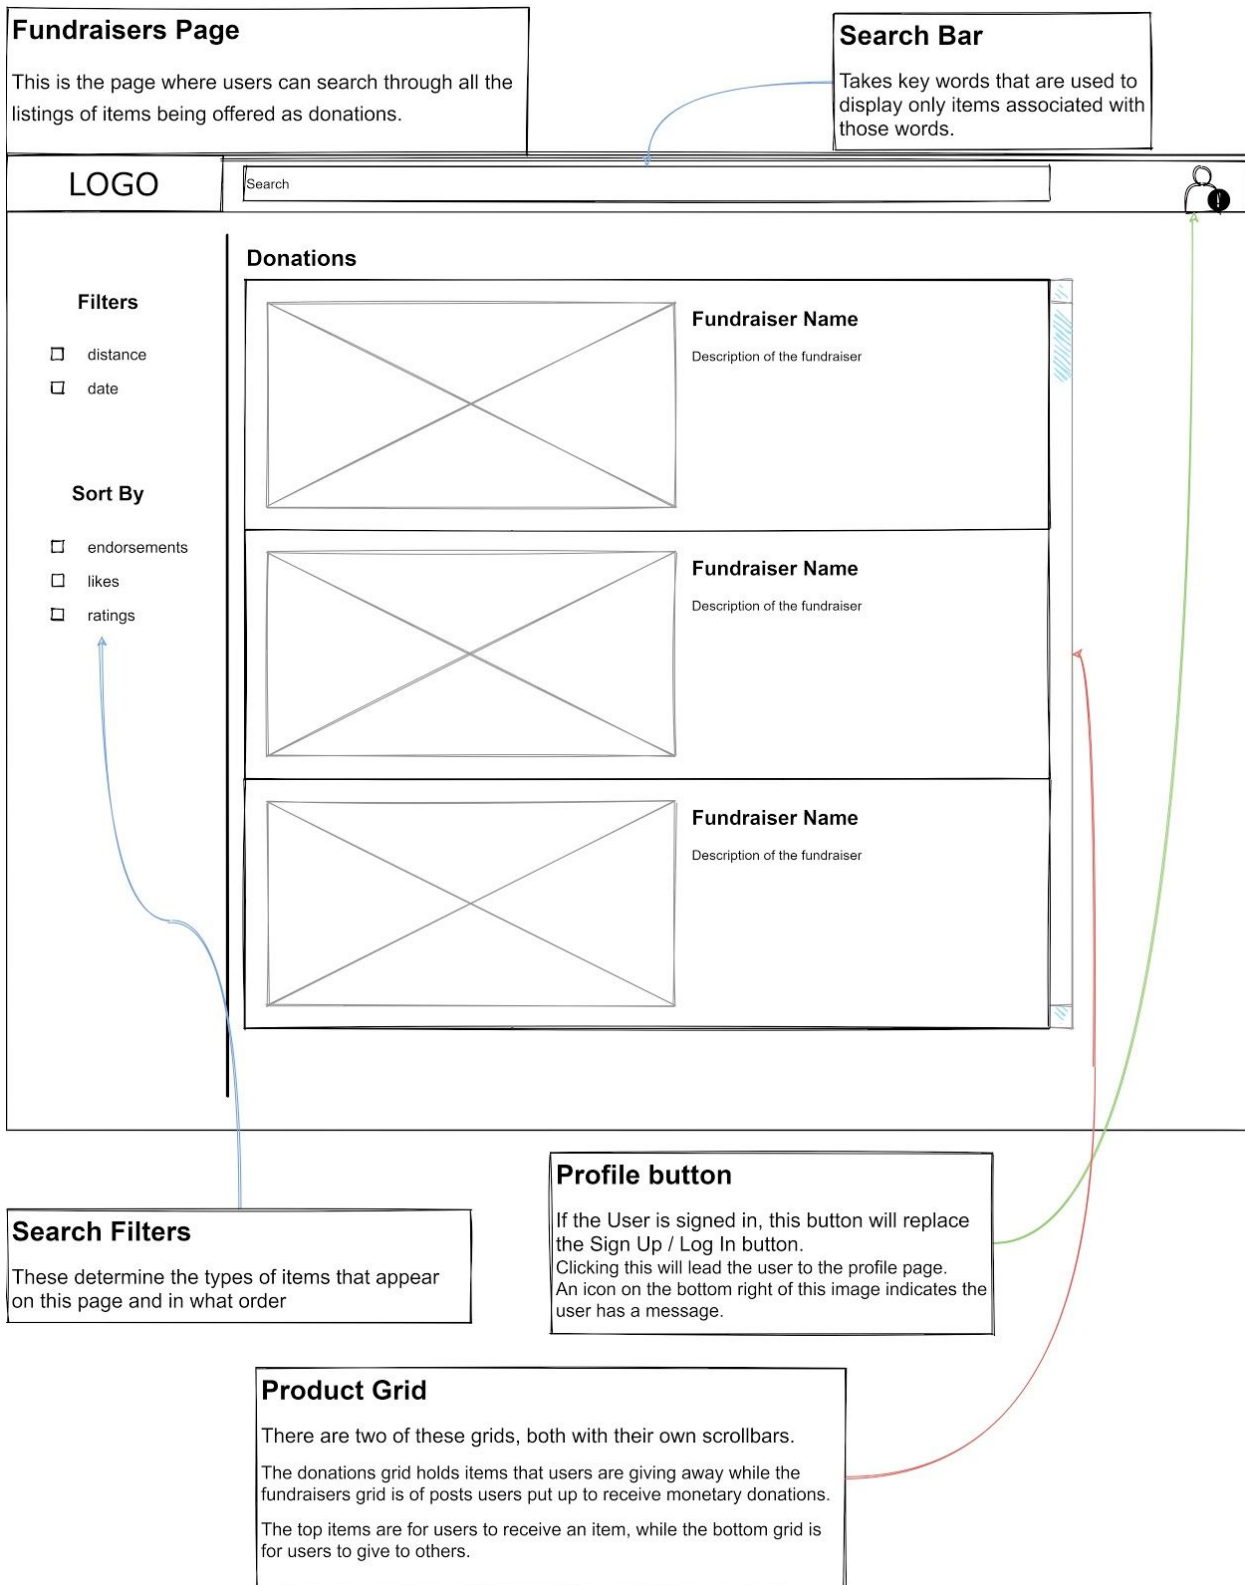 Fundraisers Page
This is the page where users can search through all the
listings of items being offered as donations.
Search Bar
Takes key words that are used to
display only items associated with
those words.
LOGO
Search
!
Donations
Filters
distance
date
Sort By
endorsements
likes
ratings
Fundraiser Name
Description of the fundraiser
Fundraiser Name
Description of the fundraiser
Fundraiser Name
Description of the fundraiser
Search Filters
These determine the types of items that appear
on this page and in what order
Profile button
If the User is signed in, this button will replace
the Sign Up / Log In button.
Clicking this will lead the user to the profile page.
An icon on the bottom right of this image indicates the
user has a message.
Product Grid
There are two of these grids, both with their own scrollbars.
The donations grid holds items that users are giving away while the
fundraisers grid is of posts users put up to receive monetary donations.
The top items are for users to receive an item, while the bottom grid is
for users to give to others.